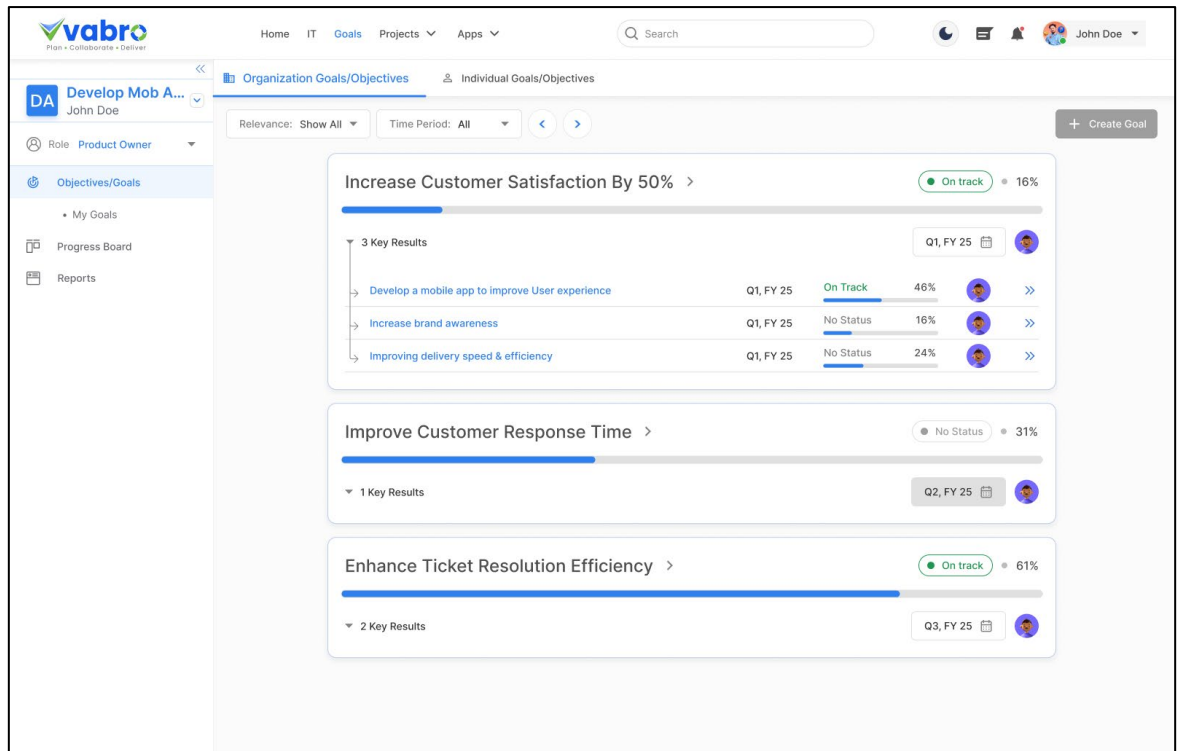 vabro
Plan • Collaborate • Deliver
Home IT Goals Projects Apps
Search
John Doe
DA
Develop Mob A...
John Doe
Role Product Owner
Objectives/Goals
• My Goals
Progress Board
Reports
Organization Goals/Objectives
Individual Goals/Objectives
Relevance: Show All
Time Period: All
+ Create Goal
Increase Customer Satisfaction By 50% >
On track 16%
3 Key Results
Q1, FY 25
Develop a mobile app to improve User experience Q1, FY 25 On Track 46%
Increase brand awareness Q1, FY 25 No Status 16%
Improving delivery speed & efficiency Q1, FY 25 No Status 24%
Improve Customer Response Time >
No Status 31%
1 Key Results
Q2, FY 25
Enhance Ticket Resolution Efficiency >
On track 61%
2 Key Results
Q3, FY 25